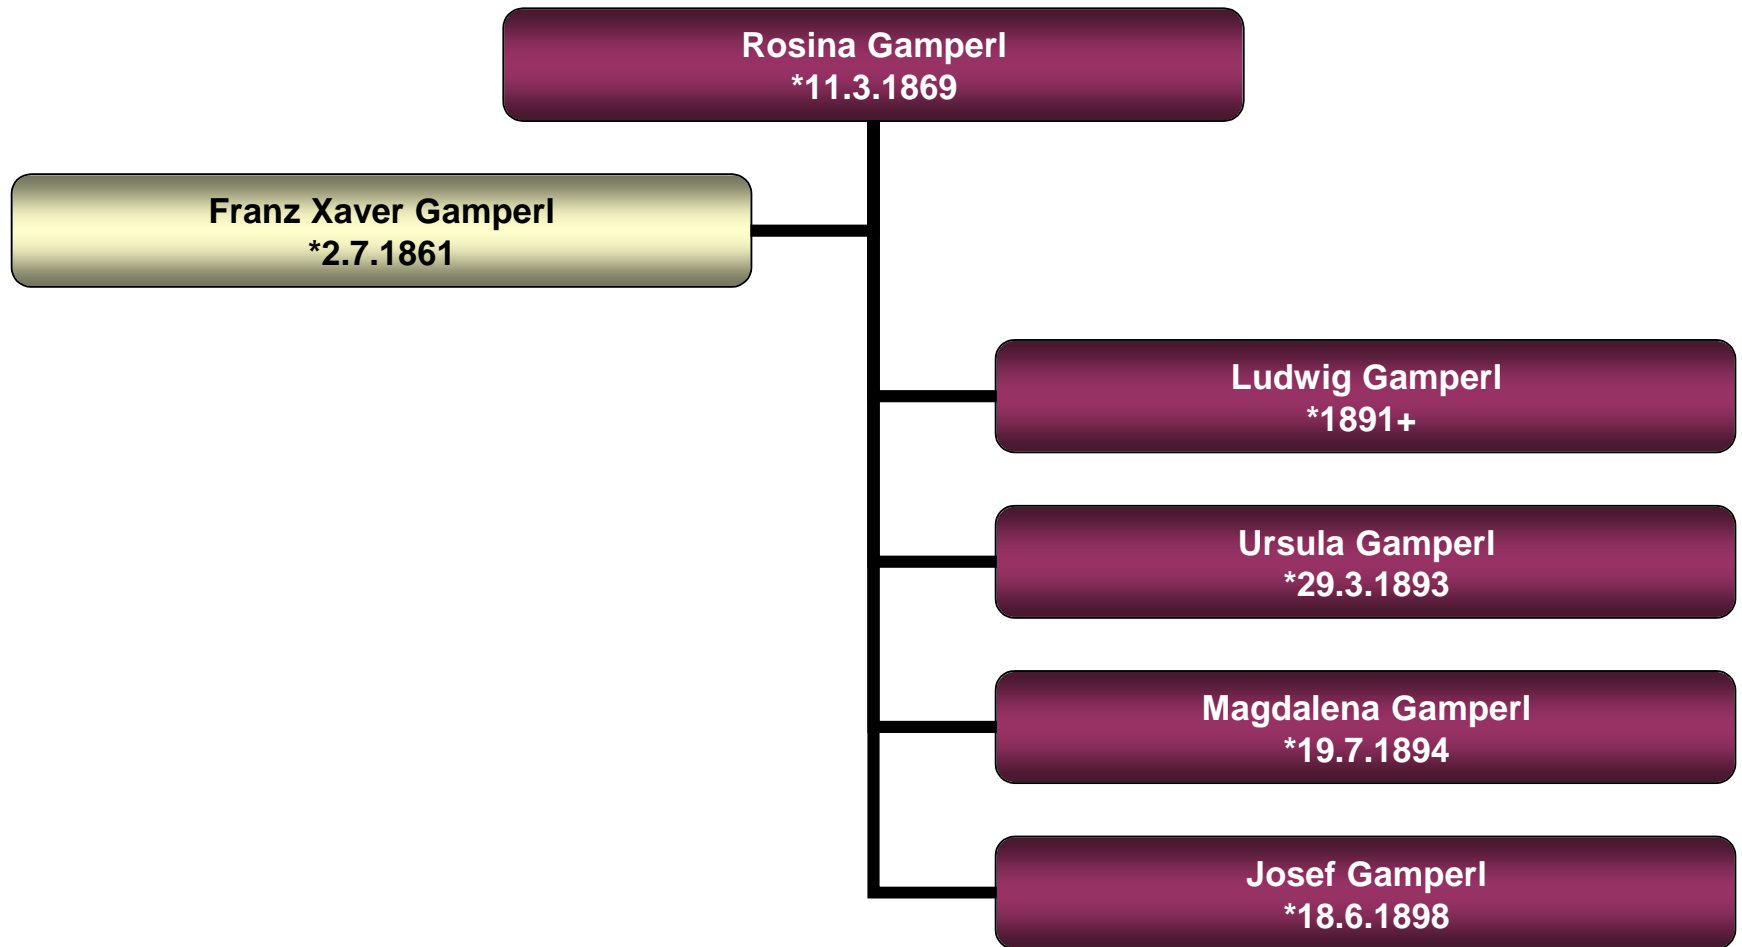 Rosina Gamperl
*11.3.1869
Franz Xaver Gamperl
*2.7.1861
Ludwig Gamperl
*1891+
Ursula Gamperl
*29.3.1893
Magdalena Gamperl
*19.7.1894
Josef Gamperl
*18.6.1898